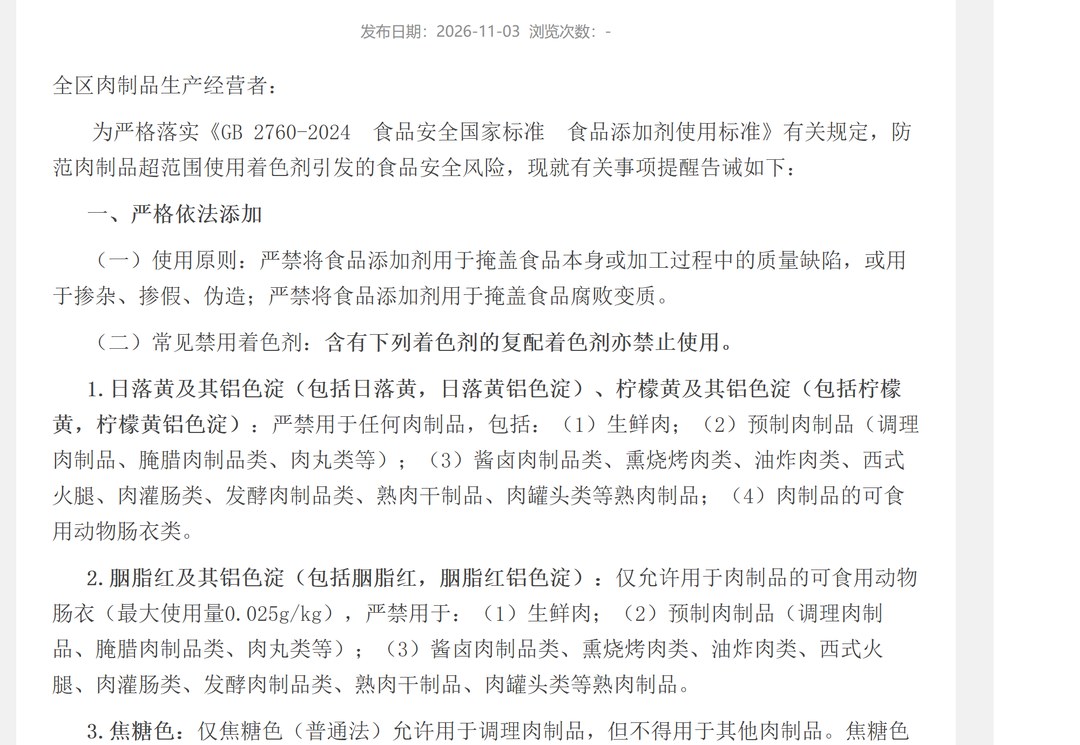 发布日期：2026-11-03 浏览次数：-
全区肉制品生产经营者：
为严格落实《GB 2760-2024 食品安全国家标准 食品添加剂使用标准》有关规定，防
范肉制品超范围使用着色剂引发的食品安全风险，现就有关事项提醒告诫如下：
一、严格依法添加
（一）使用原则：严禁将食品添加剂用于掩盖食品本身或加工过程中的质量缺陷，或用
于掺杂、掺假、伪造；严禁将食品添加剂用于掩盖食品腐败变质。
（二）常见禁用着色剂：含有下列着色剂的复配着色剂亦禁止使用。
1.日落黄及其铝色淀（包括日落黄，日落黄铝色淀）、柠檬黄及其铝色淀（包括柠檬
黄，柠檬黄铝色淀）：严禁用于任何肉制品，包括：（1）生鲜肉；（2）预制肉制品（调理
肉制品、腌腊肉制品类、肉丸类等）；（3）酱卤肉制品类、熏烧烤肉类、油炸肉类、西式
火腿、肉灌肠类、发酵肉制品类、熟肉干制品、肉罐头类等熟肉制品；（4）肉制品的可食
用动物肠衣类。
2.胭脂红及其铝色淀（包括胭脂红，胭脂红铝色淀）：仅允许用于肉制品的可食用动物
肠衣（最大使用量0.025g/kg），严禁用于：（1）生鲜肉；（2）预制肉制品（调理肉制
品、腌腊肉制品类、肉丸类等）；（3）酱卤肉制品类、熏烧烤肉类、油炸肉类、西式火
腿、肉灌肠类、发酵肉制品类、熟肉干制品、肉罐头类等熟肉制品。
3.焦糖色：仅焦糖色（普通法）允许用于调理肉制品，但不得用于其他肉制品。焦糖色